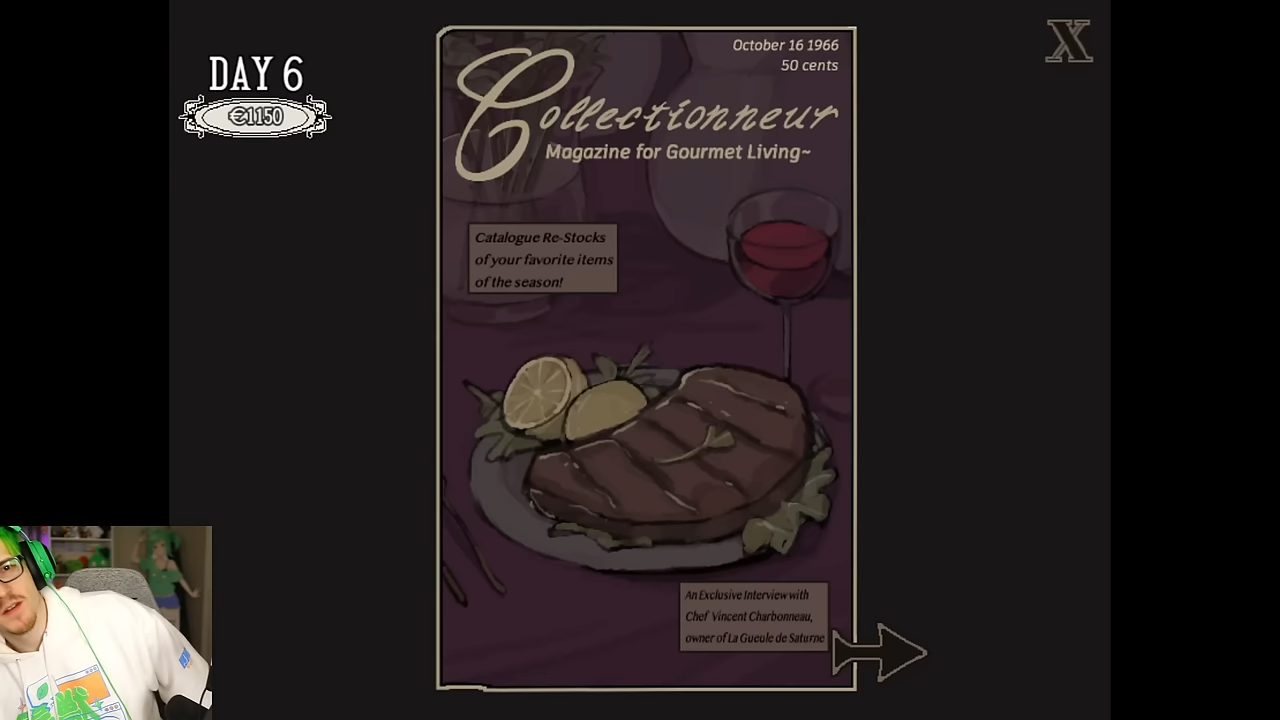 DAY 6
€1150
October 16 1966
50 cents
Collectionneur
Magazine for Gourmet Living~
Catalogue Re-Stocks
of your favorite items
of the season!
An Exclusive Interview with
Chef Vincent Charbonneau,
owner of La Gueule de Saturne
X